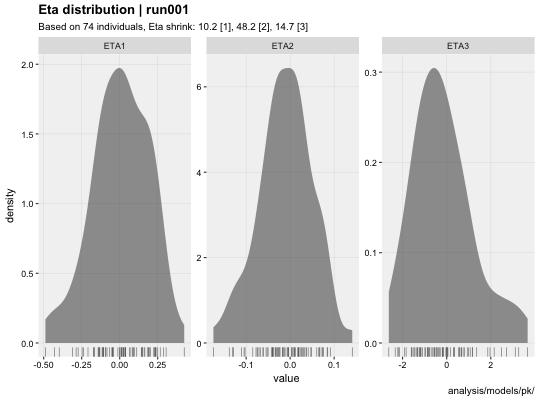 Eta distribution | run001
Based on 74 individuals, Eta shrink: 10.2 [1], 48.2 [2], 14.7 [3]
ETA1 ETA2 ETA3
density
2.0
1.5
1.0
0.5
0.0
-0.50 -0.25 0.00 0.25
6
4
2
0
-0.1 0.0 0.1
0.3
0.2
0.1
0.0
-2 0 2
value
analysis/models/pk/